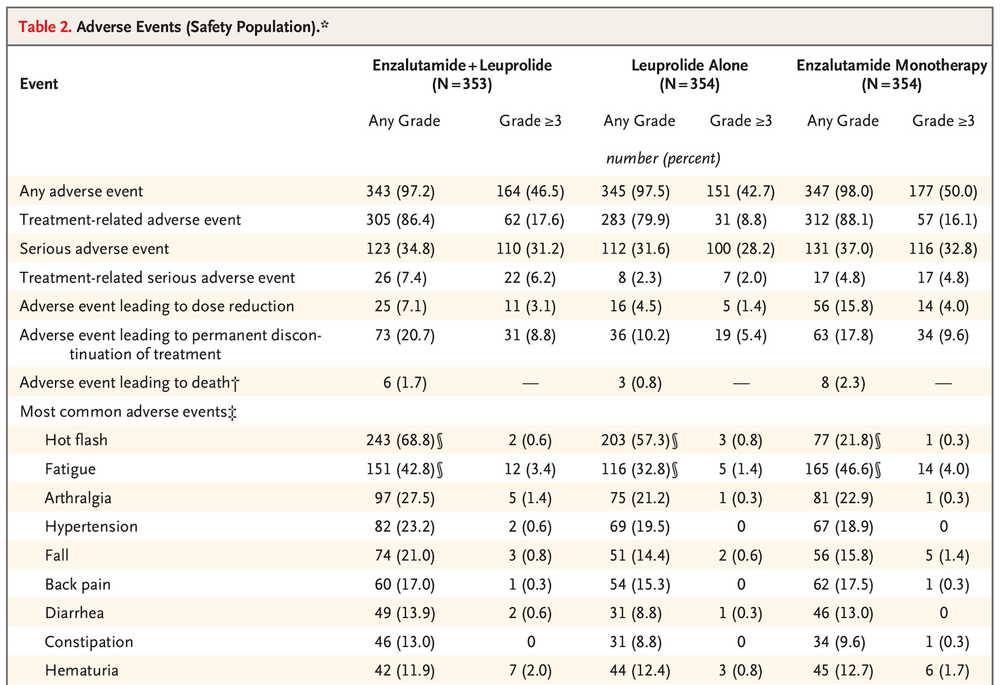 Table 2. Adverse Events (Safety Population).*
Event Enzalutamide + Leuprolide (N = 353) Leuprolide Alone (N = 354) Enzalutamide Monotherapy (N = 354)
Any Grade Grade ≥3 Any Grade Grade ≥3 Any Grade Grade ≥3
number (percent)
Any adverse event 343 (97.2) 164 (46.5) 345 (97.5) 151 (42.7) 347 (98.0) 177 (50.0)
Treatment-related adverse event 305 (86.4) 62 (17.6) 283 (79.9) 31 (8.8) 312 (88.1) 57 (16.1)
Serious adverse event 123 (34.8) 110 (31.2) 112 (31.6) 100 (28.2) 131 (37.0) 116 (32.8)
Treatment-related serious adverse event 26 (7.4) 22 (6.2) 8 (2.3) 7 (2.0) 17 (4.8) 17 (4.8)
Adverse event leading to dose reduction 25 (7.1) 11 (3.1) 16 (4.5) 5 (1.4) 56 (15.8) 14 (4.0)
Adverse event leading to permanent discon- 73 (20.7) 31 (8.8) 36 (10.2) 19 (5.4) 63 (17.8) 34 (9.6)
tinuation of treatment
Adverse event leading to death† 6 (1.7) — 3 (0.8) — 8 (2.3) —
Most common adverse events‡
Hot flash 243 (68.8)§ 2 (0.6) 203 (57.3)§ 3 (0.8) 77 (21.8)§ 1 (0.3)
Fatigue 151 (42.8)§ 12 (3.4) 116 (32.8)§ 5 (1.4) 165 (46.6)§ 14 (4.0)
Arthralgia 97 (27.5) 5 (1.4) 75 (21.2) 1 (0.3) 81 (22.9) 1 (0.3)
Hypertension 82 (23.2) 2 (0.6) 69 (19.5) 0 67 (18.9) 0
Fall 74 (21.0) 3 (0.8) 51 (14.4) 2 (0.6) 56 (15.8) 5 (1.4)
Back pain 60 (17.0) 1 (0.3) 54 (15.3) 0 62 (17.5) 1 (0.3)
Diarrhea 49 (13.9) 2 (0.6) 31 (8.8) 1 (0.3) 46 (13.0) 0
Constipation 46 (13.0) 0 31 (8.8) 0 34 (9.6) 1 (0.3)
Hematuria 42 (11.9) 7 (2.0) 44 (12.4) 3 (0.8) 45 (12.7) 6 (1.7)